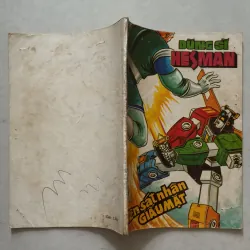 DŨNG SĨ
HESMAN
SÁT NHÂN
GIẤU MẶT